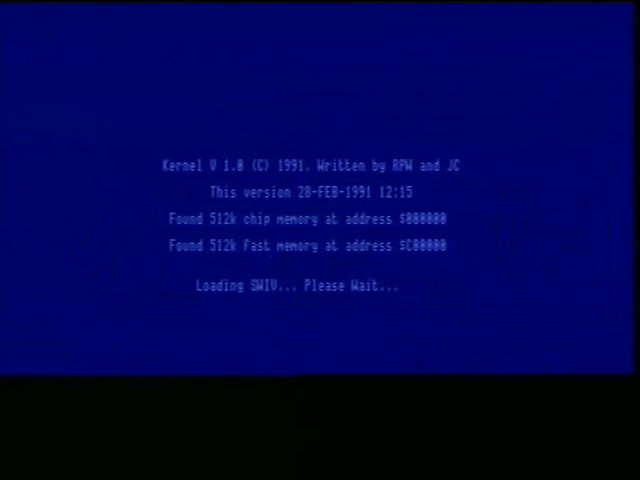 Kernel V 1.0 (C) 1991. Written by RPW and JC
This version 28-FEB-1991 12:15
Found 512k chip memory at address $000000
Found 512k Fast memory at address $C00000
Loading SWIV... Please Wait...